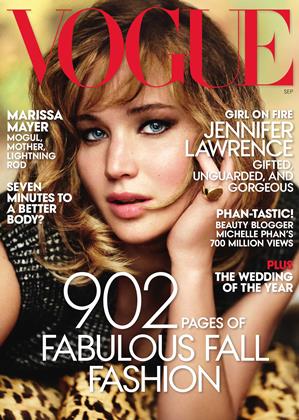 VOGUE
SEP
MARISSA
MAYER
MOGUL,
MOTHER,
LIGHTNING
ROD
SEVEN
MINUTES TO
A BETTER
BODY?
GIRL ON FIRE
JENNIFER
LAWRENCE
GIFTED,
UNGUARDED, AND
GORGEOUS
PHAN-TASTIC!
BEAUTY BLOGGER
MICHELLE PHAN'S
700 MILLION VIEWS
PLUS
THE WEDDING
OF THE YEAR
902 PAGES OF
FABULOUS FALL
FASHION